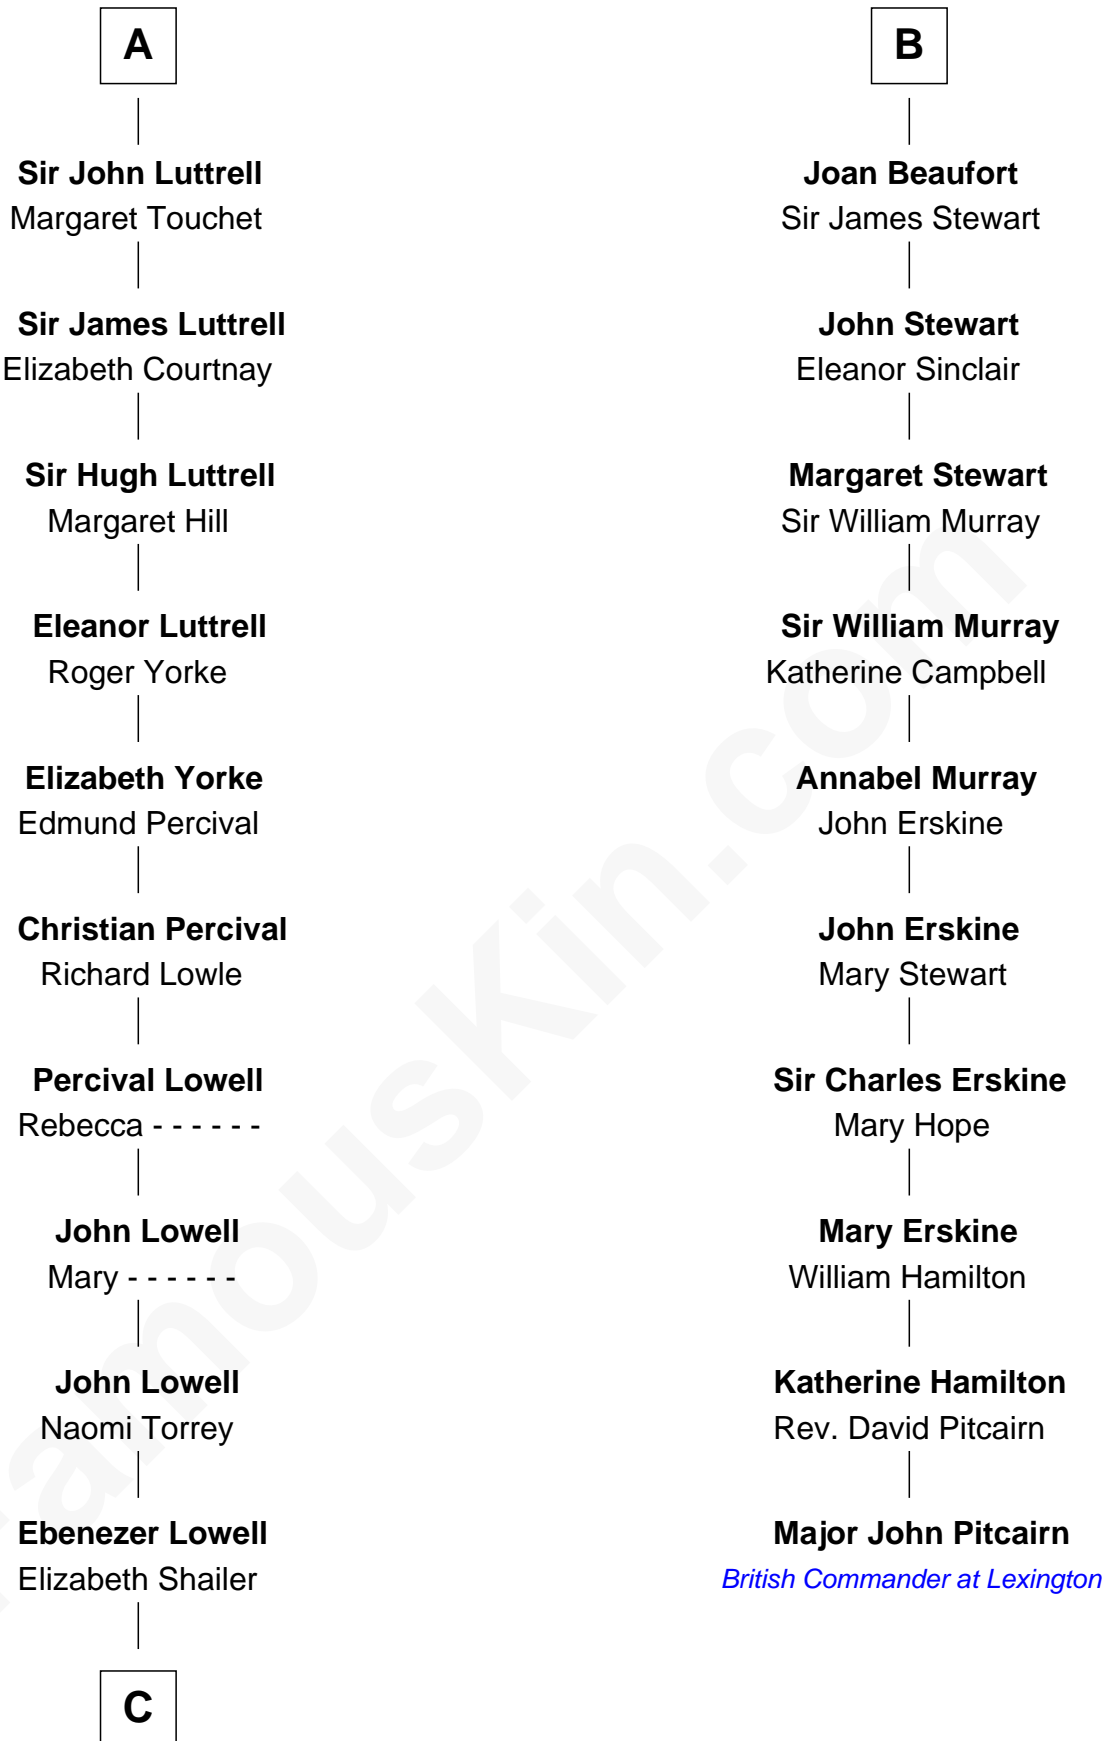 A
Sir John Luttrell
Margaret Touchet
Sir James Luttrell
Elizabeth Courtnay
Sir Hugh Luttrell
Margaret Hill
Eleanor Luttrell
Roger Yorke
Elizabeth Yorke
Edmund Percival
Christian Percival
Richard Lowle
Percival Lowell
Rebecca - - - - - -
John Lowell
Mary - - - - - -
John Lowell
Naomi Torrey
Ebenezer Lowell
Elizabeth Shailer
C
B
Joan Beaufort
Sir James Stewart
John Stewart
Eleanor Sinclair
Margaret Stewart
Sir William Murray
Sir William Murray
Katherine Campbell
Annabel Murray
John Erskine
John Erskine
Mary Stewart
Sir Charles Erskine
Mary Hope
Mary Erskine
William Hamilton
Katherine Hamilton
Rev. David Pitcairn
Major John Pitcairn
British Commander at Lexington
FamousKin.com